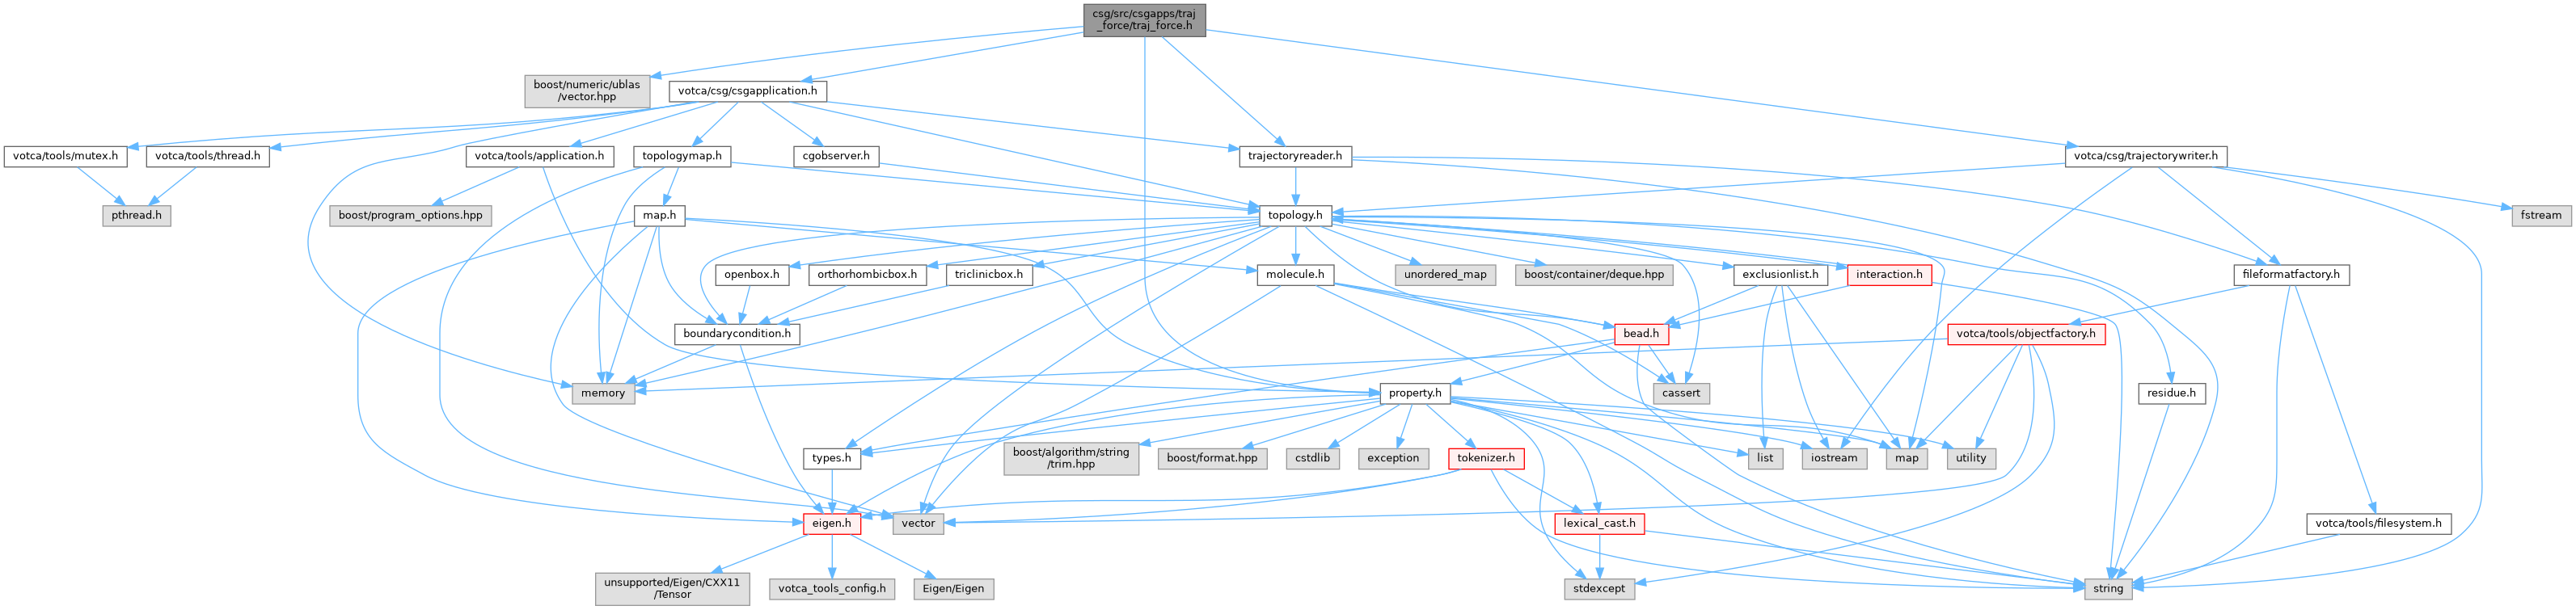 csg/src/csgapps/traj
_force/traj_force.h
boost/numeric/ublas
/vector.hpp
votca/csg/csgapplication.h
votca/tools/mutex.h
votca/tools/thread.h
votca/tools/application.h
topologymap.h
cgobserver.h
trajectoryreader.h
votca/csg/trajectorywriter.h
pthread.h
boost/program_options.hpp
map.h
topology.h
fstream
openbox.h
orthorhombicbox.h
triclinicbox.h
molecule.h
unordered_map
boost/container/deque.hpp
exclusionlist.h
interaction.h
fileformatfactory.h
boundarycondition.h
bead.h
votca/tools/objectfactory.h
memory
property.h
cassert
residue.h
types.h
boost/algorithm/string
/trim.hpp
boost/format.hpp
cstdlib
exception
tokenizer.h
list
iostream
map
utility
eigen.h
vector
lexical_cast.h
votca/tools/filesystem.h
unsupported/Eigen/CXX11
/Tensor
votca_tools_config.h
Eigen/Eigen
stdexcept
string